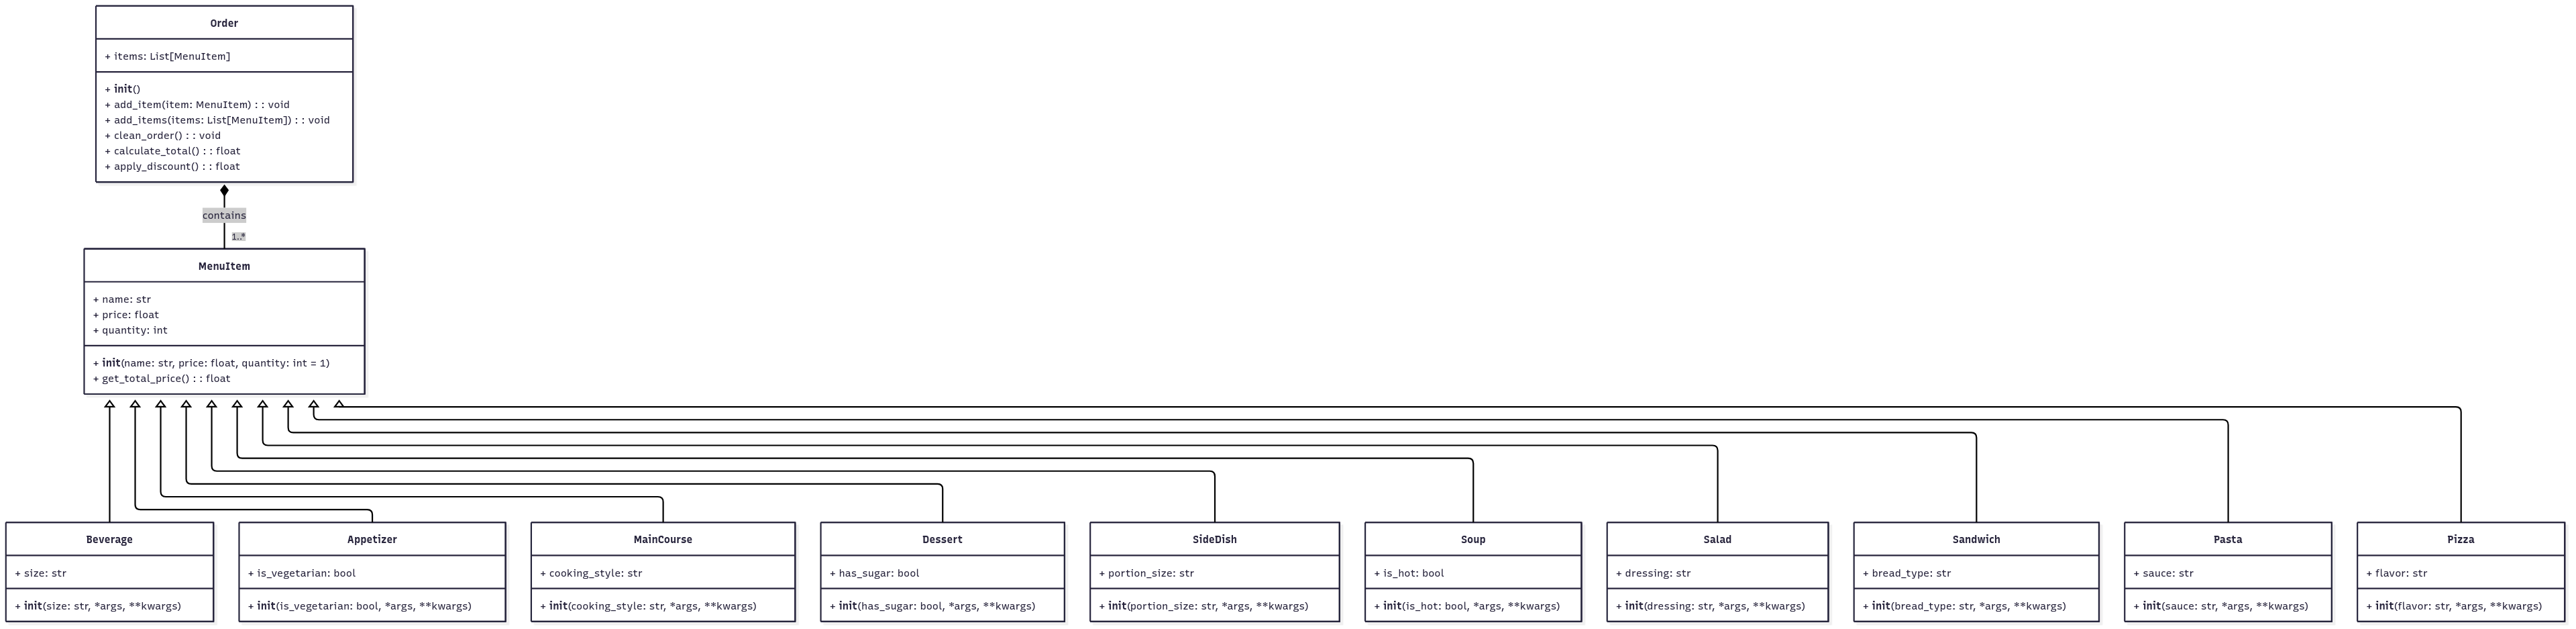 Order
+ items: List[MenuItem]
+ init()
+ add_item(item: MenuItem) : : void
+ add_items(items: List[MenuItem]) : : void
+ clean_order() : : void
+ calculate_total() : : float
+ apply_discount() : : float
contains
1..*
MenuItem
+ name: str
+ price: float
+ quantity: int
+ init(name: str, price: float, quantity: int = 1)
+ get_total_price() : : float
Beverage
+ size: str
+ init(size: str, *args, **kwargs)
Appetizer
+ is_vegetarian: bool
+ init(is_vegetarian: bool, *args, **kwargs)
MainCourse
+ cooking_style: str
+ init(cooking_style: str, *args, **kwargs)
Dessert
+ has_sugar: bool
+ init(has_sugar: bool, *args, **kwargs)
SideDish
+ portion_size: str
+ init(portion_size: str, *args, **kwargs)
Soup
+ is_hot: bool
+ init(is_hot: bool, *args, **kwargs)
Salad
+ dressing: str
+ init(dressing: str, *args, **kwargs)
Sandwich
+ bread_type: str
+ init(bread_type: str, *args, **kwargs)
Pasta
+ sauce: str
+ init(sauce: str, *args, **kwargs)
Pizza
+ flavor: str
+ init(flavor: str, *args, **kwargs)